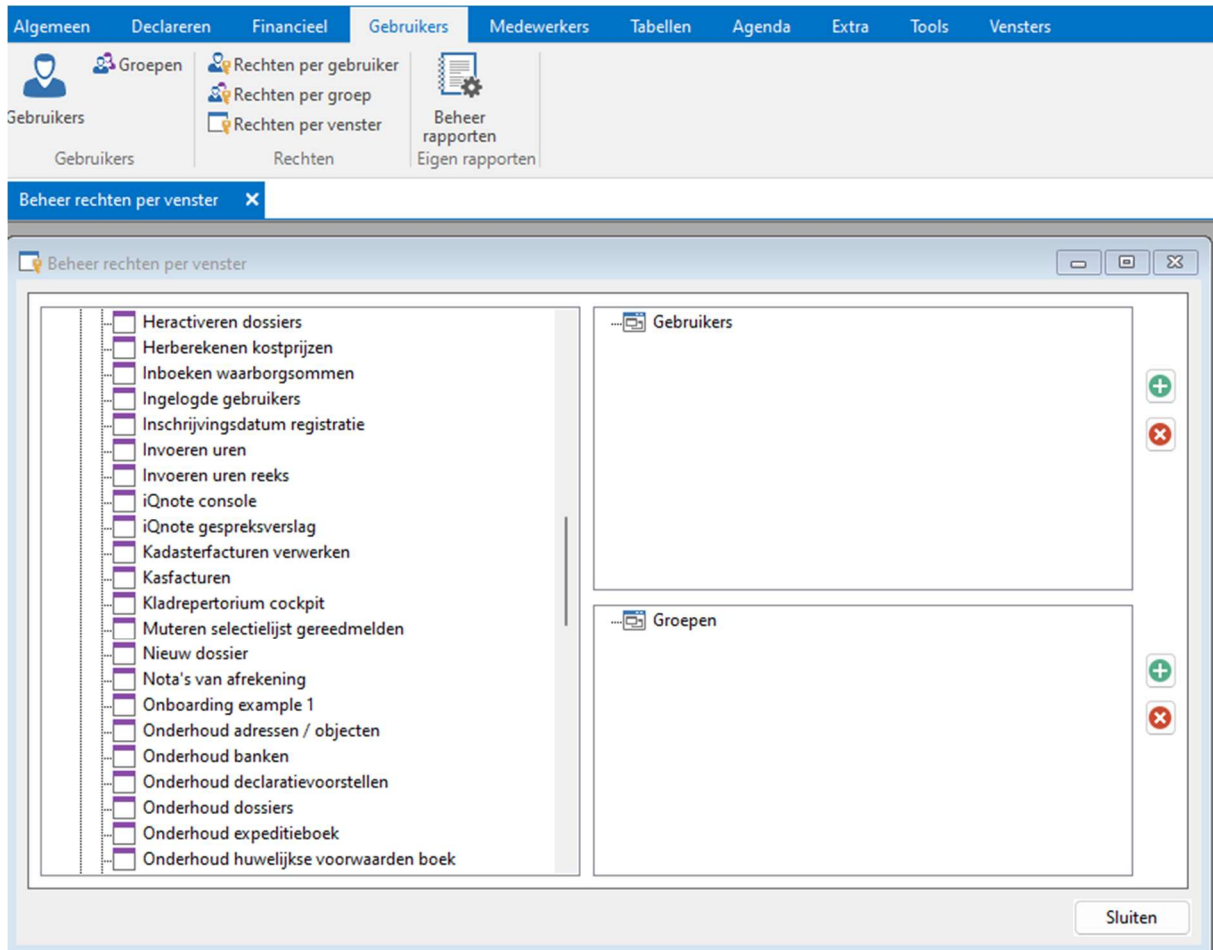 Algemeen Declareren Financieel Gebruikers Medewerkers Tabellen Agenda Extra Tools Vensters
Gebruikers
Groepen
Gebruikers
Rechten per gebruiker
Rechten per groep
Rechten per venster
Rechten
Beheer
rapporten
Eigen rapporten
Beheer rechten per venster
Beheer rechten per venster
Heractiveren dossiers
Herberekenen kostprijzen
Inboeken waarborgsommen
Ingelogde gebruikers
Inschrijvingsdatum registratie
Invoeren uren
Invoeren uren reeks
iQnote console
iQnote gespreksverslag
Kadasterfacturen verwerken
Kasfacturen
Kladrepertorium cockpit
Muteren selectielijst gereedmelden
Nieuw dossier
Nota's van afrekening
Onboarding example 1
Onderhoud adressen / objecten
Onderhoud banken
Onderhoud declaratievoorstellen
Onderhoud dossiers
Onderhoud expeditieboek
Onderhoud huwelijkse voorwaarden boek
Gebruikers
Groepen
Sluiten